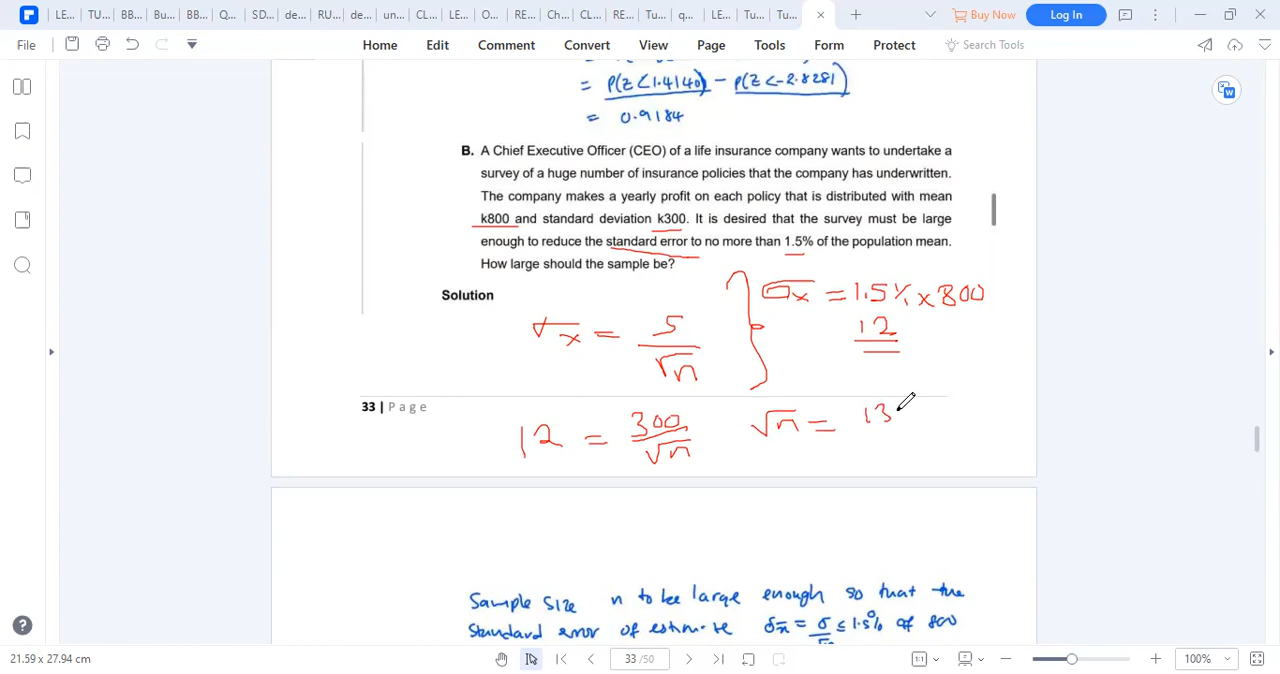 LE... TU... BB... Bu... BB... BB... Q... SD... de... RU... de... un... CL... LE... O... RE... Ch... CL... RE... Tu... q... LE... Tu... Tu... Buy Now Log In
File Home Edit Comment Convert View Page Tools Form Protect Search Tools
= P(Z<1.4140) - P(Z<-2.8281)
= 0.9184
B. A Chief Executive Officer (CEO) of a life insurance company wants to undertake a
survey of a huge number of insurance policies that the company has underwritten.
The company makes a yearly profit on each policy that is distributed with mean
k800 and standard deviation k300. It is desired that the survey must be large
enough to reduce the standard error to no more than 1.5% of the population mean.
How large should the sample be?
Solution
σx = 1.5% x 800
12
σx = S/√n
33 | Page
12 = 300/√n
√n = 13
Sample size n to be large enough so that the
Standard error of estimate σx̄ = σ/√n ≤ 1.5% of 800
21.59 x 27.94 cm 33 /50 1:1 100%